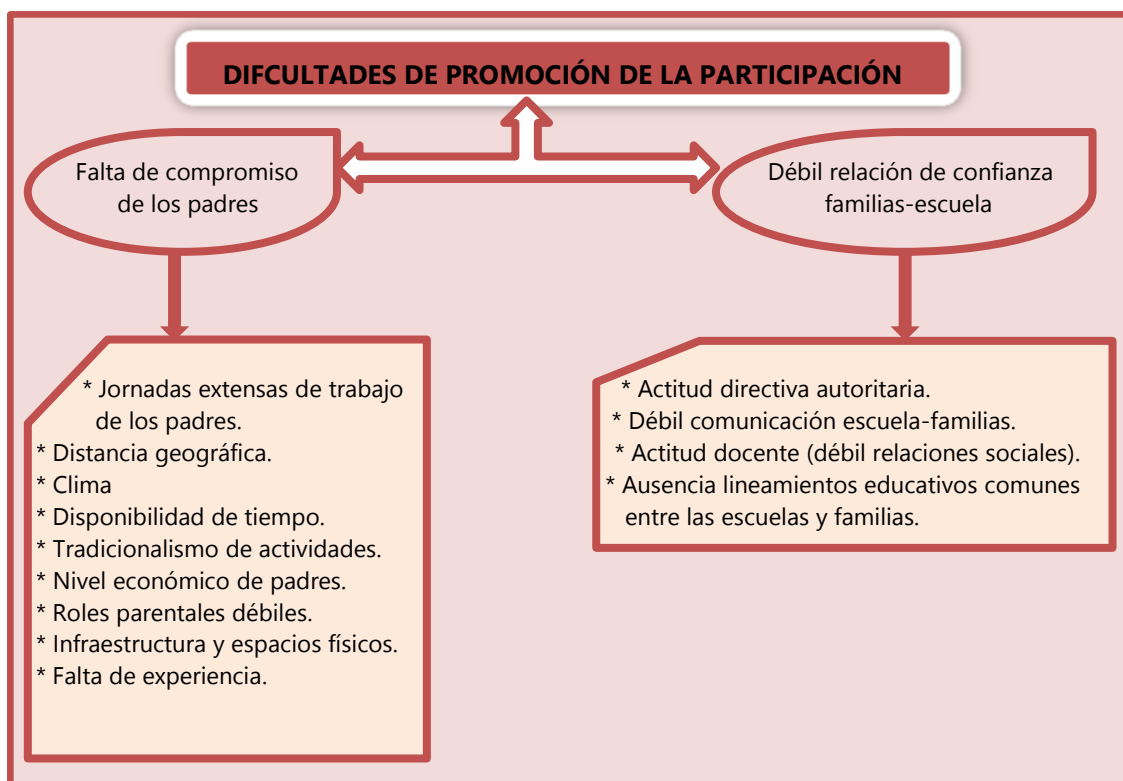 DIFCULTADES DE PROMOCIÓN DE LA PARTICIPACIÓN
Falta de compromiso
de los padres
Débil relación de confianza
familias-escuela
* Jornadas extensas de trabajo
de los padres.
* Distancia geográfica.
* Clima
* Disponibilidad de tiempo.
* Tradicionalismo de actividades.
* Nivel económico de padres.
* Roles parentales débiles.
* Infraestructura y espacios físicos.
* Falta de experiencia.
* Actitud directiva autoritaria.
* Débil comunicación escuela-familias.
* Actitud docente (débil relaciones sociales).
* Ausencia lineamientos educativos comunes
entre las escuelas y familias.